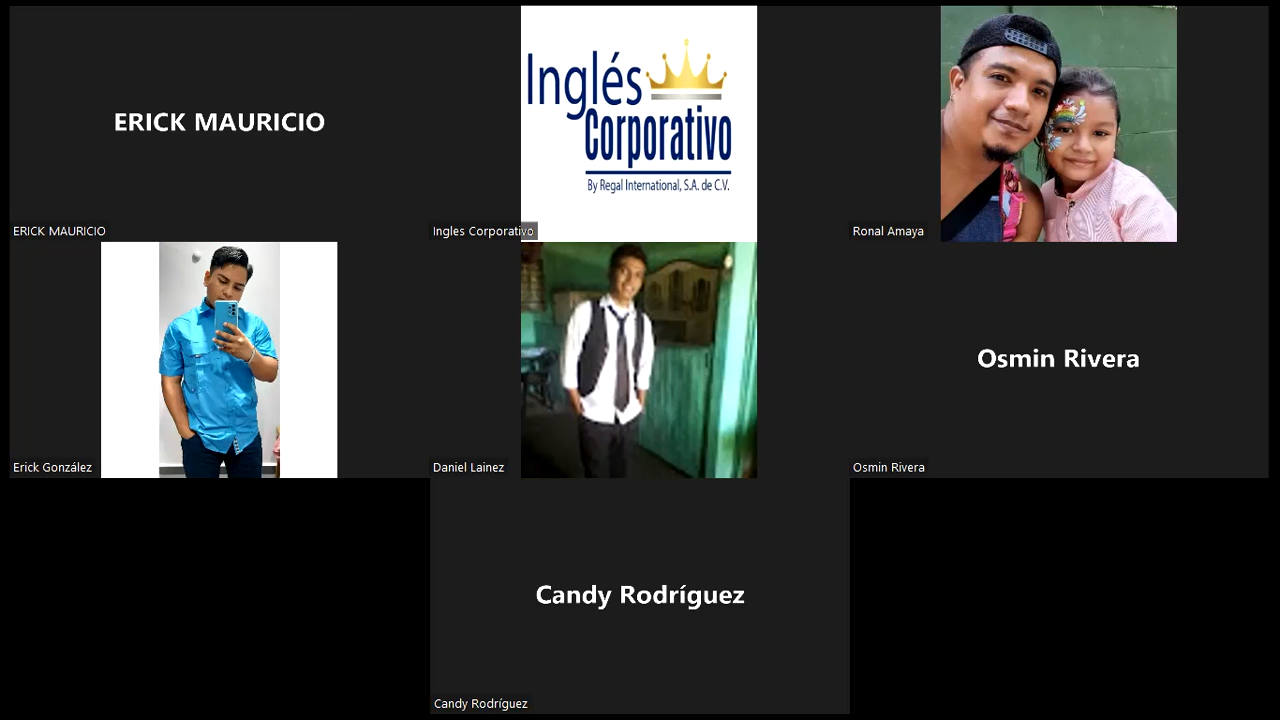 ERICK MAURICIO
ERICK MAURICIO
Inglés
Corporativo
By Regal International, S.A. de C.V.
Ingles Corporativo
Ronal Amaya
Erick González
Daniel Lainez
Osmin Rivera
Osmin Rivera
Candy Rodríguez
Candy Rodríguez